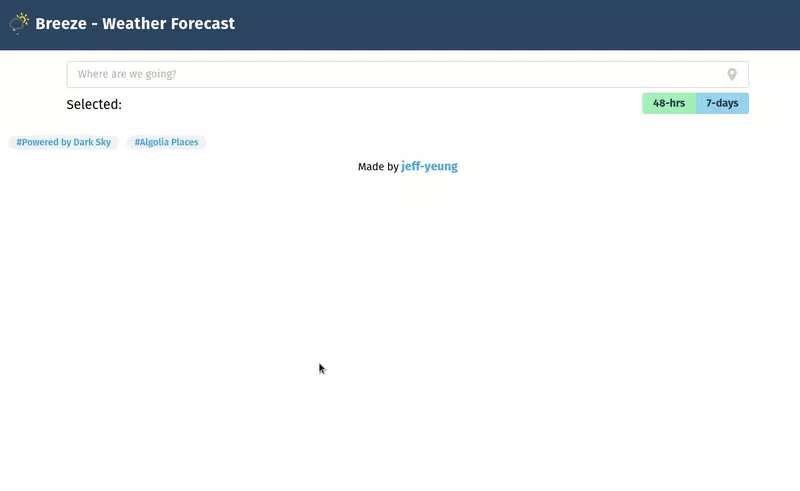 Breeze - Weather Forecast
Where are we going?
Selected:
48-hrs 7-days
#Powered by Dark Sky #Algolia Places
Made by jeff-yeung